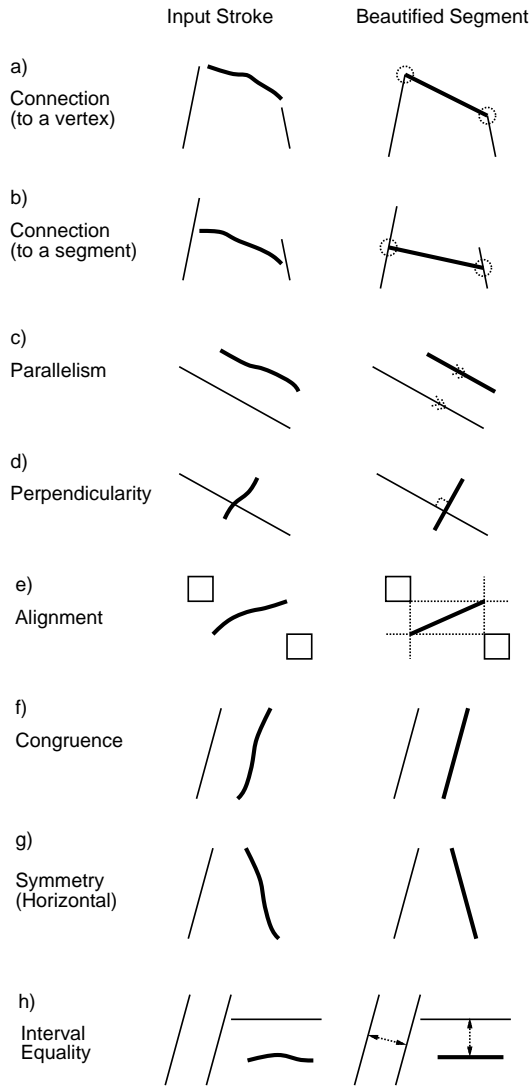 Input Stroke Beautified Segment
a)
Connection
(to a vertex)
b)
Connection
(to a segment)
c)
Parallelism
d)
Perpendicularity
e)
Alignment
f)
Congruence
g)
Symmetry
(Horizontal)
h)
Interval
Equality